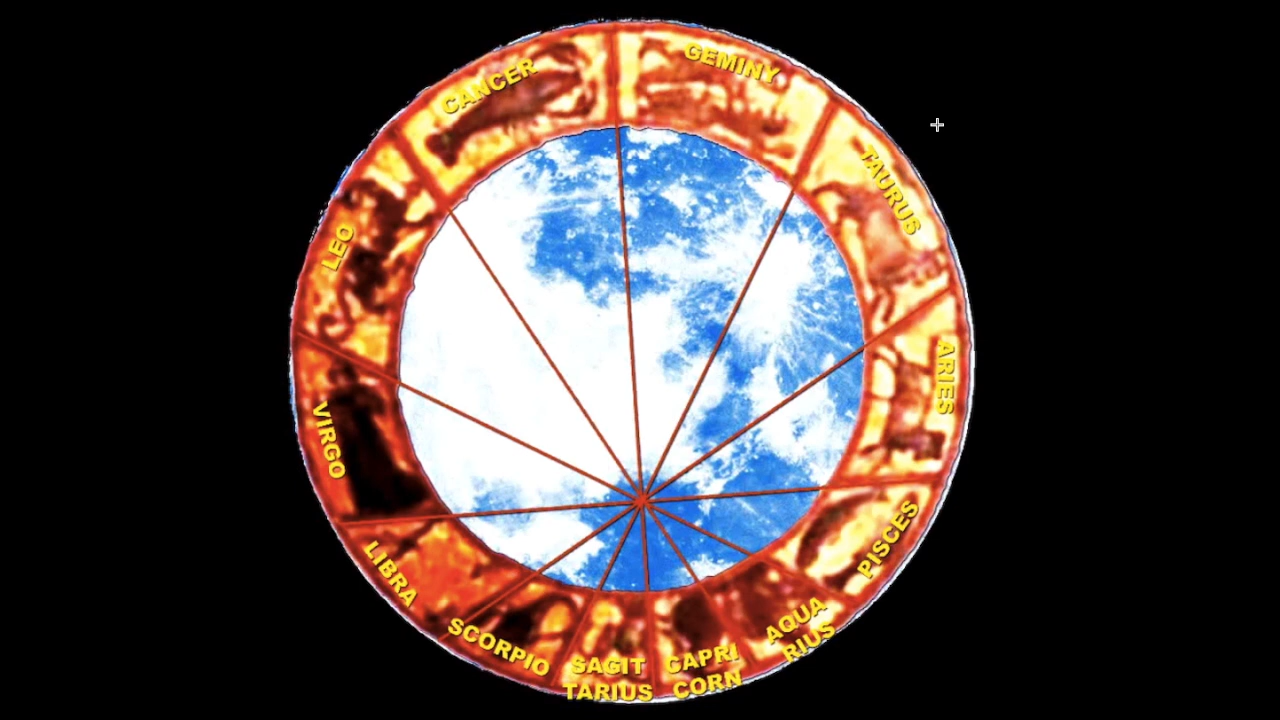 GEMINY
TAURUS
ARIES
PISCES
AQUA
RIUS
CAPRI
CORN
SAGIT
TARIUS
SCORPIO
LIBRA
VIRGO
LEO
CANCER